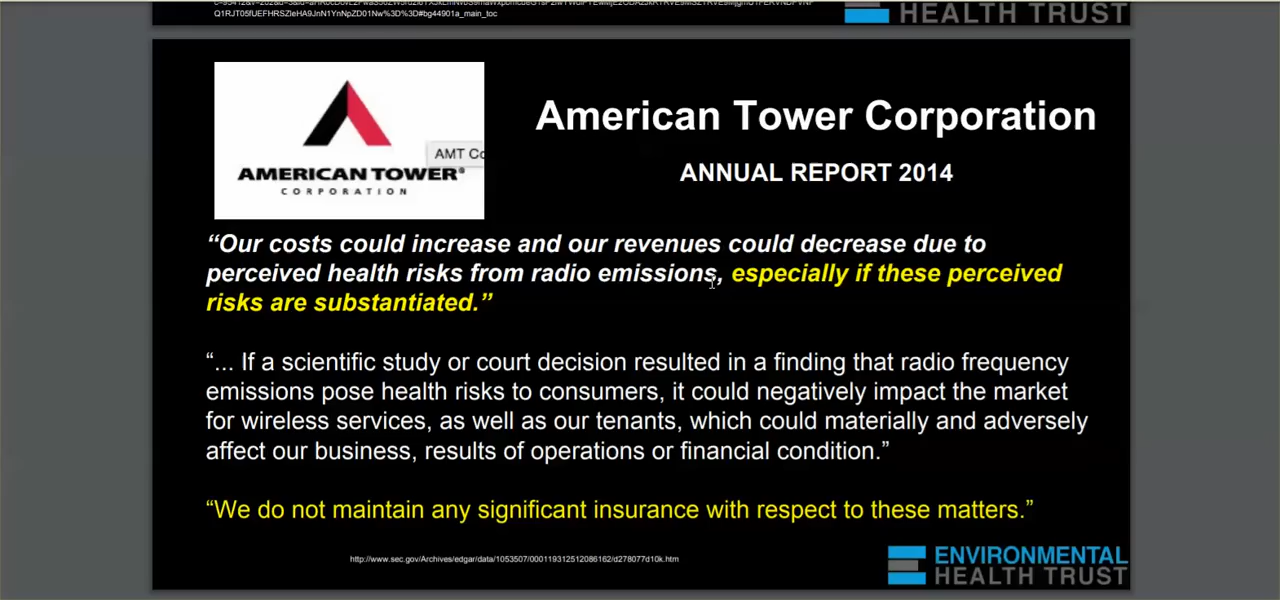 HEALTH TRUST
American Tower Corporation
ANNUAL REPORT 2014
AMT Co
AMERICAN TOWER®
CORPORATION
“Our costs could increase and our revenues could decrease due to
perceived health risks from radio emissions, especially if these perceived
risks are substantiated.”
“... If a scientific study or court decision resulted in a finding that radio frequency
emissions pose health risks to consumers, it could negatively impact the market
for wireless services, as well as our tenants, which could materially and adversely
affect our business, results of operations or financial condition.”
“We do not maintain any significant insurance with respect to these matters.”
http://www.sec.gov/Archives/edgar/data/1053507/000119312512086162/d278077d10k.htm
ENVIRONMENTAL
HEALTH TRUST